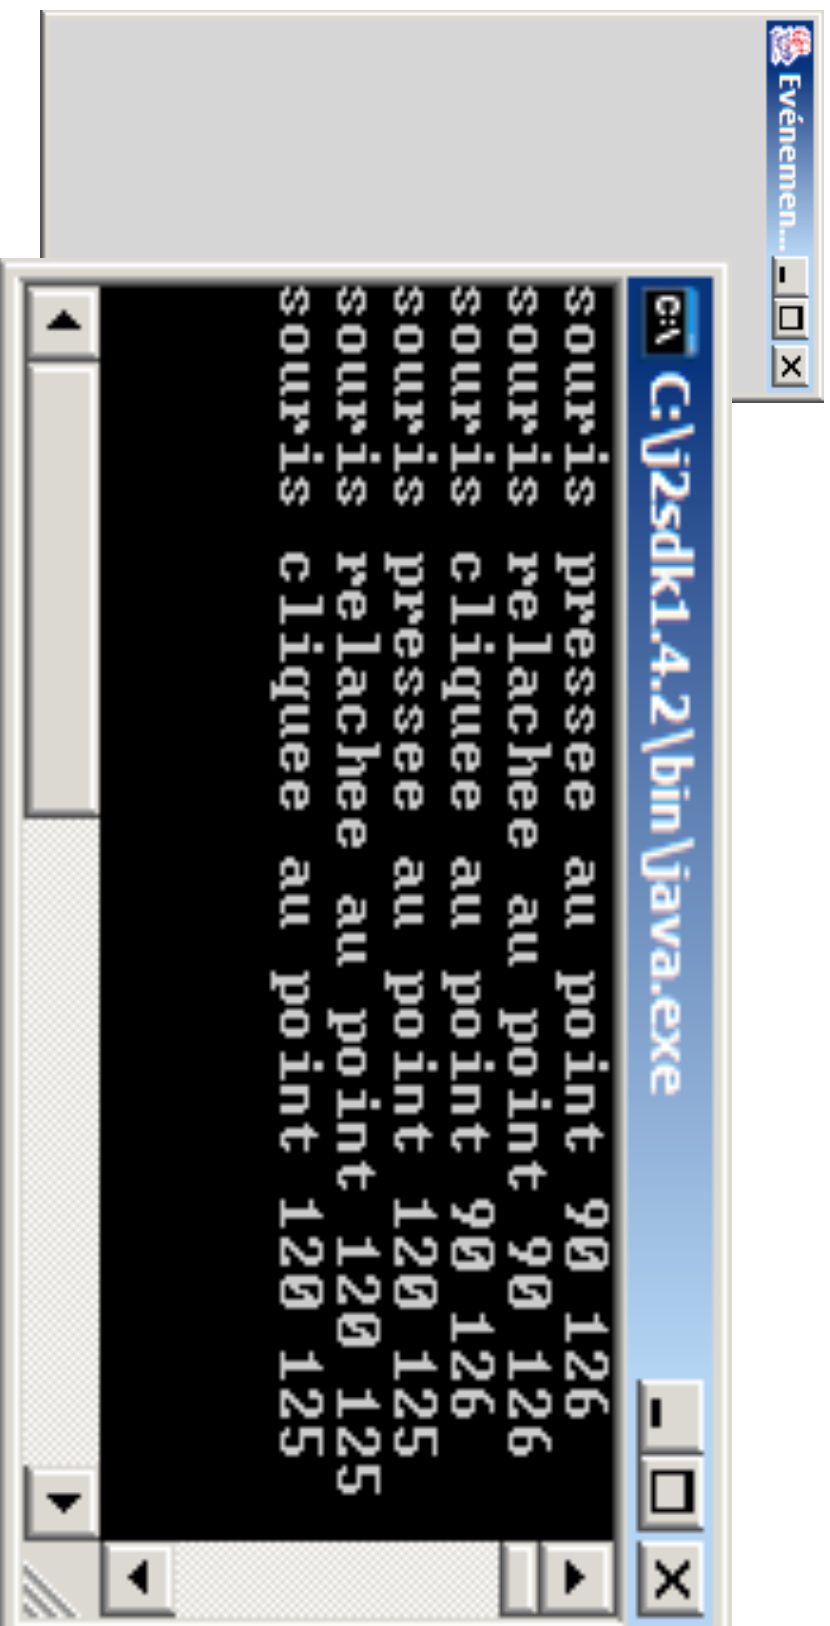 Evénemen...
C:\j2sdk1.4.2\bin\java.exe
souris pressee au point 90 126
souris relachee au point 90 126
souris cliquee au point 90 126
souris pressee au point 120 125
souris relachee au point 120 125
souris cliquee au point 120 125